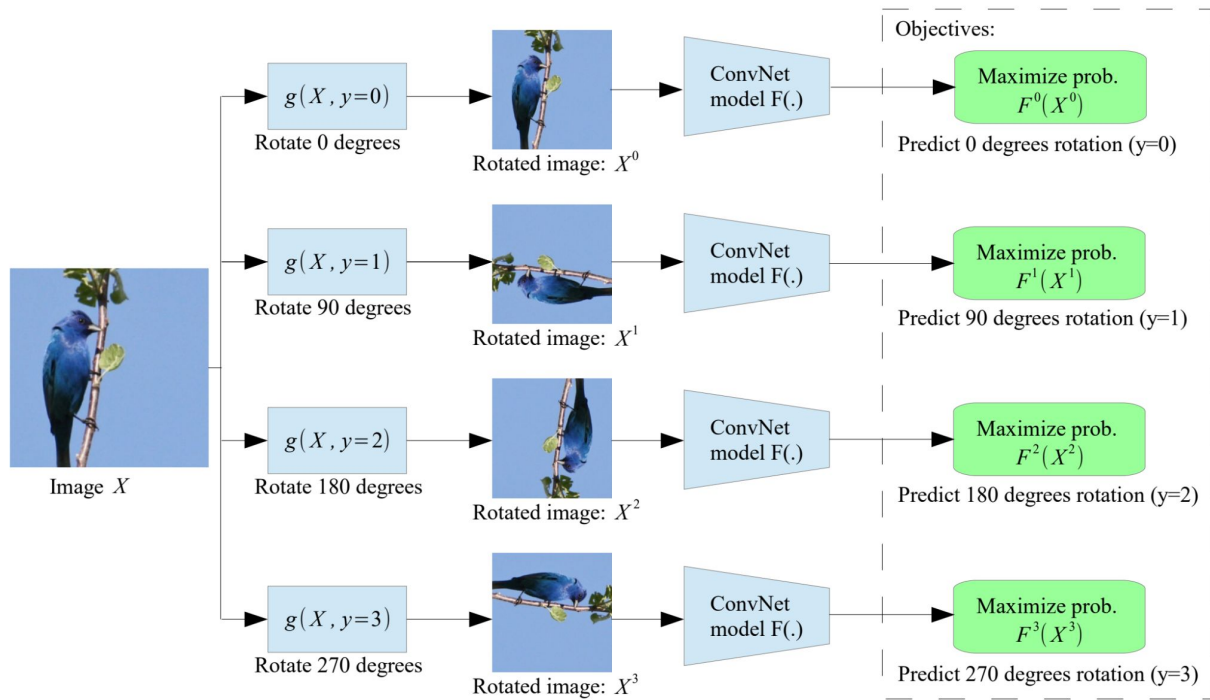 Objectives:
g(X, y=0)
Rotate 0 degrees
Rotated image: X⁰
ConvNet
model F(.)
Maximize prob.
F⁰(X⁰)
Predict 0 degrees rotation (y=0)
g(X, y=1)
Rotate 90 degrees
Rotated image: X¹
ConvNet
model F(.)
Maximize prob.
F¹(X¹)
Predict 90 degrees rotation (y=1)
Image X
g(X, y=2)
Rotate 180 degrees
Rotated image: X²
ConvNet
model F(.)
Maximize prob.
F²(X²)
Predict 180 degrees rotation (y=2)
g(X, y=3)
Rotate 270 degrees
Rotated image: X³
ConvNet
model F(.)
Maximize prob.
F³(X³)
Predict 270 degrees rotation (y=3)